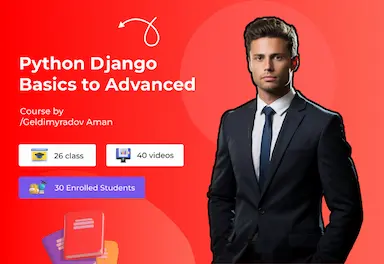 Python Django
Basics to Advanced
Course by
/Geldimyradov Aman
26 class
40 videos
30 Enrolled Students